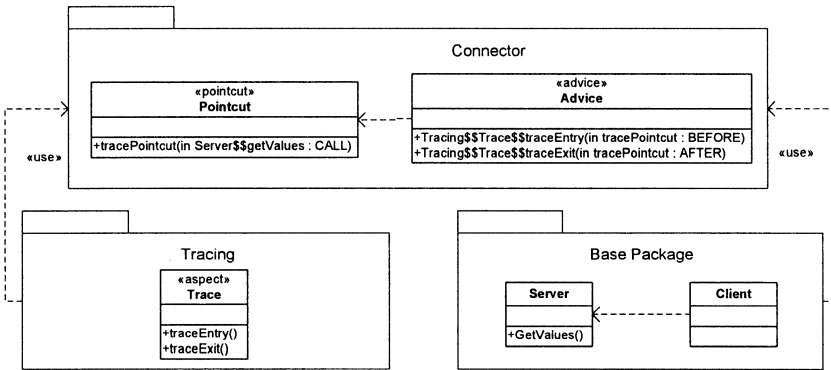 Connector
«pointcut»
Pointcut
+tracePointcut(in Server$$getValues : CALL)
«advice»
Advice
+Tracing$$Trace$$traceEntry(in tracePointcut : BEFORE)
+Tracing$$Trace$$traceExit(in tracePointcut : AFTER)
«use»
«use»
Tracing
«aspect»
Trace
+traceEntry()
+traceExit()
Base Package
Server
+GetValues()
Client